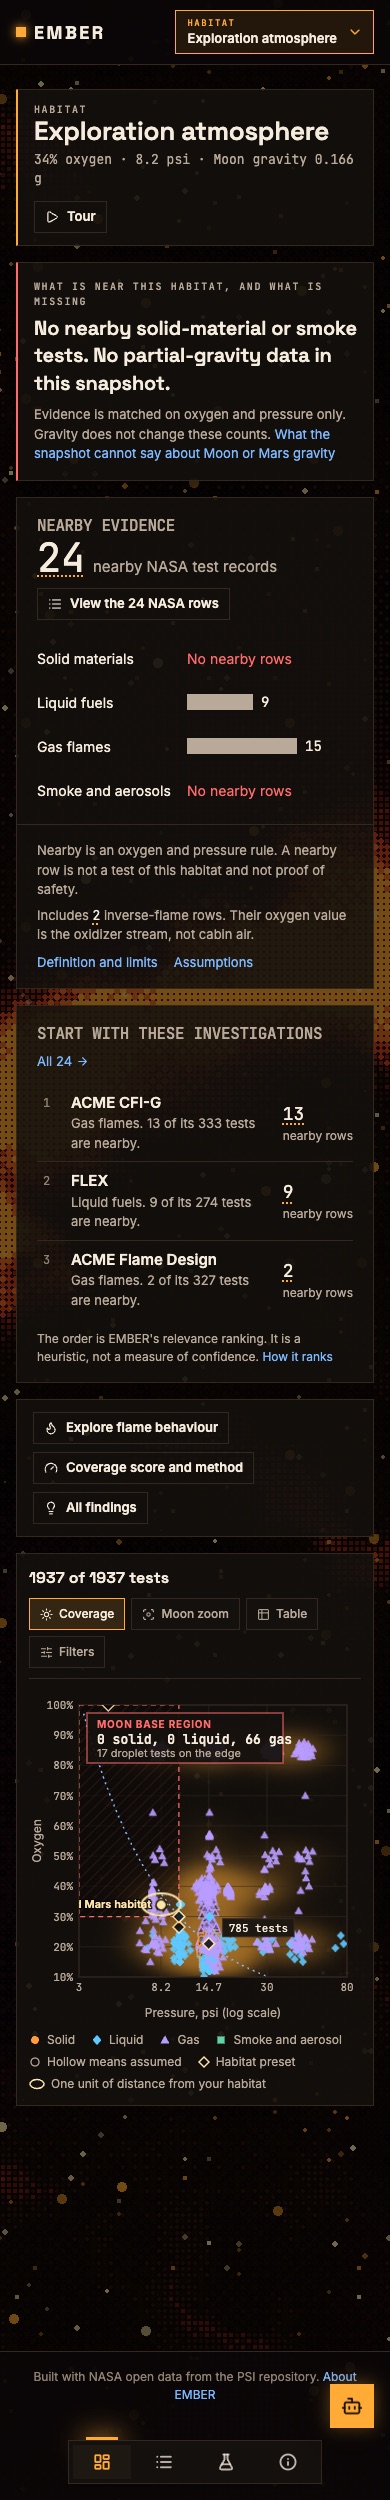 EMBER
HABITAT
Exploration atmosphere
HABITAT
Exploration atmosphere
34% oxygen · 8.2 psi · Moon gravity 0.166
g
Tour
WHAT IS NEAR THIS HABITAT, AND WHAT IS
MISSING
No nearby solid-material or smoke
tests. No partial-gravity data in
this snapshot.
Evidence is matched on oxygen and pressure only.
Gravity does not change these counts. What the
snapshot cannot say about Moon or Mars gravity
NEARBY EVIDENCE
24 nearby NASA test records
View the 24 NASA rows
Solid materials No nearby rows
Liquid fuels 9
Gas flames 15
Smoke and aerosols No nearby rows
Nearby is an oxygen and pressure rule. A nearby
row is not a test of this habitat and not proof of
safety.
Includes 2 inverse-flame rows. Their oxygen value
is the oxidizer stream, not cabin air.
Definition and limits Assumptions
START WITH THESE INVESTIGATIONS
All 24 →
1 ACME CFI-G 13
Gas flames. 13 of its 333 tests
are nearby. nearby rows
2 FLEX 9
Liquid fuels. 9 of its 274 tests
are nearby. nearby rows
3 ACME Flame Design 2
Gas flames. 2 of its 327 tests
are nearby. nearby rows
The order is EMBER's relevance ranking. It is a
heuristic, not a measure of confidence. How it ranks
Explore flame behaviour
Coverage score and method
All findings
1937 of 1937 tests
Coverage Moon zoom Table
Filters
100%
MOON BASE REGION
90%
0 solid, 0 liquid, 66 gas
17 droplet tests on the edge
80%
70%
60%
50%
40%
Mars habitat
30%
785 tests
20%
10%
Oxygen
3 8.2 14.7 30 80
Pressure, psi (log scale)
Solid Liquid Gas Smoke and aerosol
Hollow means assumed Habitat preset
One unit of distance from your habitat
Built with NASA open data from the PSI repository. About
EMBER